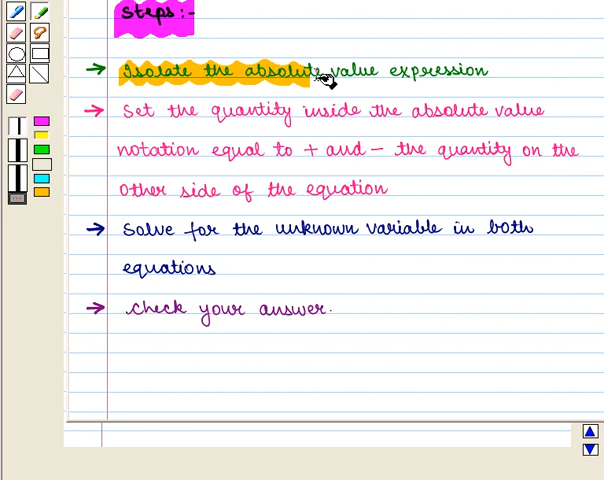 Steps:-
→ Isolate the absolute value expression
→ Set the quantity inside the absolute value
notation equal to + and - the quantity on the
other side of the equation
→ Solve for the unknown variable in both
equations
→ Check your answer.